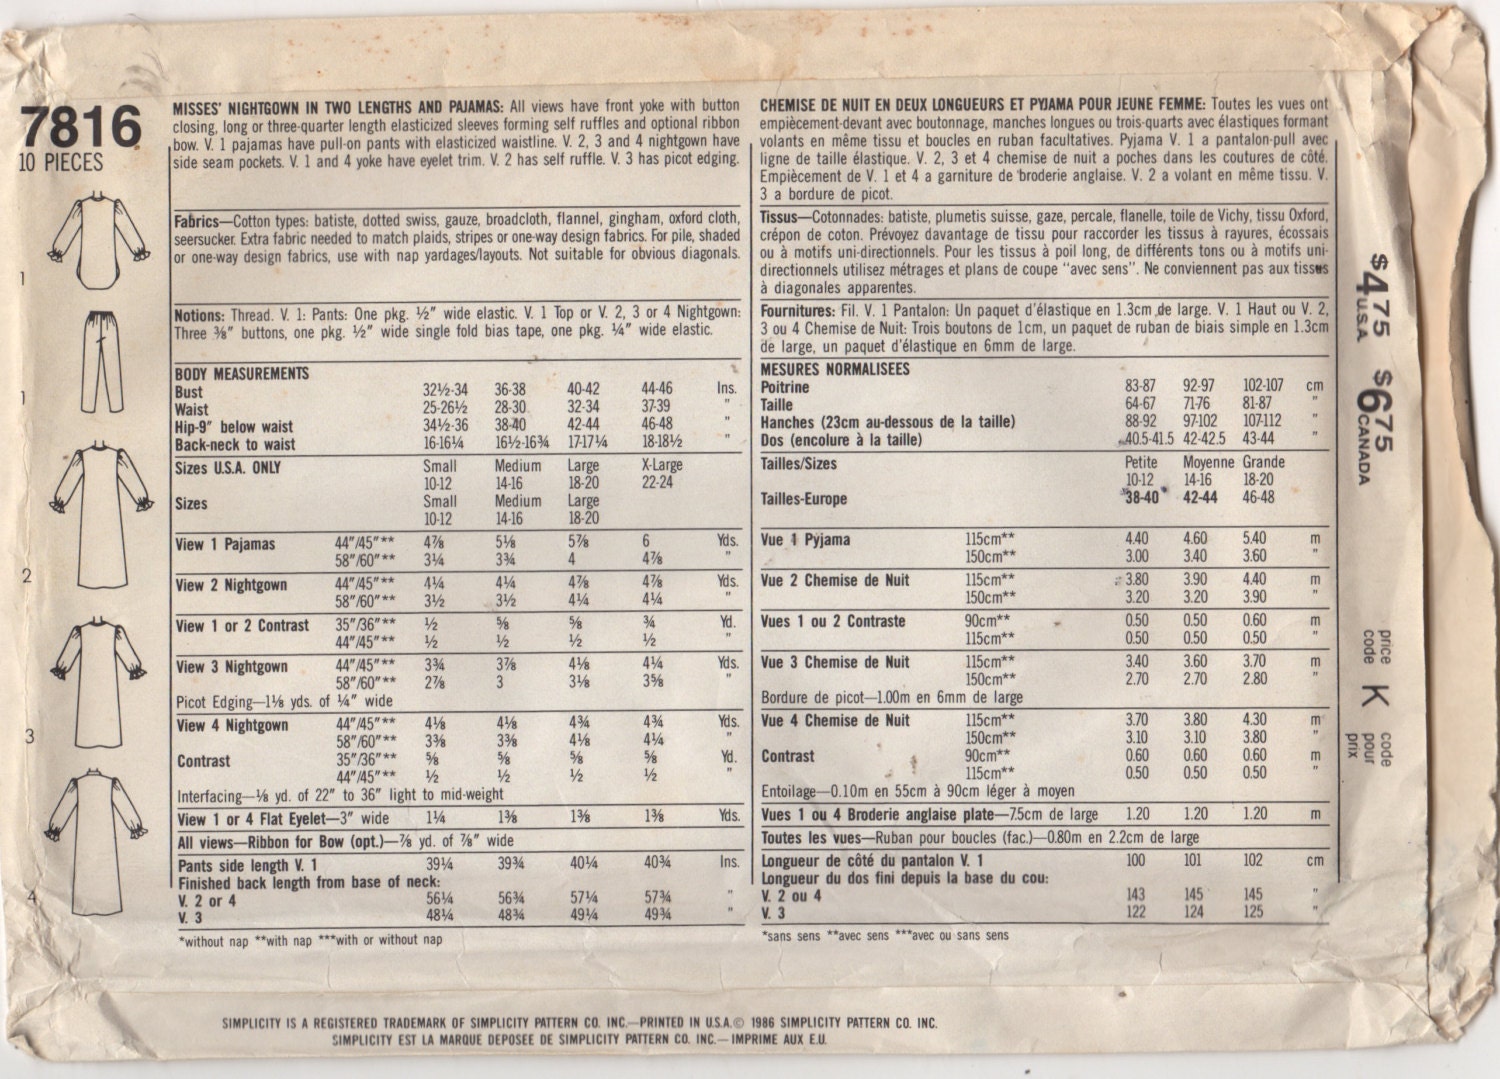 7816
10 PIECES
1
1
2
3
4
MISSES' NIGHTGOWN IN TWO LENGTHS AND PAJAMAS: All views have front yoke with button
closing, long or three-quarter length elasticized sleeves forming self ruffles and optional ribbon
bow. V. 1 pajamas have pull-on pants with elasticized waistline. V. 2, 3 and 4 nightgown have
side seam pockets. V. 1 and 4 yoke have eyelet trim. V. 2 has self ruffle. V. 3 has picot edging.
Fabrics—Cotton types: batiste, dotted swiss, gauze, broadcloth, flannel, gingham, oxford cloth,
seersucker. Extra fabric needed to match plaids, stripes or one-way design fabrics. For pile, shaded
or one-way design fabrics, use with nap yardages/layouts. Not suitable for obvious diagonals.
Notions: Thread. V. 1: Pants: One pkg. ½" wide elastic. V. 1 Top or V. 2, 3 or 4 Nightgown:
Three ⅜" buttons, one pkg. ½" wide single fold bias tape, one pkg. ¼" wide elastic.
BODY MEASUREMENTS
Bust 32½-34 36-38 40-42 44-46 Ins.
Waist 25-26½ 28-30 32-34 37-39 "
Hip-9" below waist 34½-36 38-40 42-44 46-48 "
Back-neck to waist 16-16¼ 16½-16¾ 17-17¼ 18-18½ "
Sizes U.S.A. ONLY Small Medium Large X-Large
10-12 14-16 18-20 22-24
Sizes Small Medium Large
10-12 14-16 18-20
View 1 Pajamas 44"/45"** 4⅞ 5⅛ 5⅞ 6 Yds.
58"/60"** 3¼ 3¾ 4 4⅞ "
View 2 Nightgown 44"/45"** 4¼ 4¼ 4⅞ 4⅞ Yds.
58"/60"** 3½ 3½ 4¼ 4¼ "
View 1 or 2 Contrast 35"/36"** ½ ⅝ ⅝ ¾ Yd.
44"/45"** ½ ½ ½ ½ "
View 3 Nightgown 44"/45"** 3¾ 3⅞ 4⅛ 4¼ Yds.
58"/60"** 2⅞ 3 3⅛ 3⅝ "
Picot Edging—1⅛ yds. of ¼" wide
View 4 Nightgown 44"/45"** 4⅛ 4⅛ 4¾ 4¾ Yds.
58"/60"** 3⅜ 3⅜ 4⅛ 4¼ "
Contrast 35"/36"** ⅝ ⅝ ⅝ ⅝ Yd.
44"/45"** ½ ½ ½ ½ "
Interfacing—⅛ yd. of 22" to 36" light to mid-weight
View 1 or 4 Flat Eyelet—3" wide 1¼ 1⅜ 1⅜ 1⅜ Yds.
All views—Ribbon for Bow (opt.)—⅞ yd. of ⅞" wide
Pants side length V. 1 39¼ 39¾ 40¼ 40¾ Ins.
Finished back length from base of neck:
V. 2 or 4 56¼ 56¾ 57¼ 57¾ "
V. 3 48¼ 48¾ 49¼ 49¾ "
*without nap **with nap ***with or without nap
CHEMISE DE NUIT EN DEUX LONGUEURS ET PYJAMA POUR JEUNE FEMME: Toutes les vues ont
empiècement-devant avec boutonnage, manches longues ou trois-quarts avec élastiques formant
volants en même tissu et boucles en ruban facultatives. Pyjama V. 1 a pantalon-pull avec
ligne de taille élastique. V. 2, 3 et 4 chemise de nuit a poches dans les coutures de côté.
Empiècement de V. 1 et 4 a garniture de broderie anglaise. V. 2 a volant en même tissu. V.
3 a bordure de picot.
Tissus—Cotonnades: batiste, plumetis suisse, gaze, percale, flanelle, toile de Vichy, tissu Oxford,
crépon de coton. Prévoyez davantage de tissu pour raccorder les tissus à rayures, écossais
ou à motifs uni-directionnels. Pour les tissus à poil long, de différents tons ou à motifs uni-
directionnels utilisez métrages et plans de coupe "avec sens". Ne conviennent pas aux tissus
à diagonales apparentes.
Fournitures: Fil. V. 1 Pantalon: Un paquet d'élastique en 1.3cm de large. V. 1 Haut ou V. 2,
3 ou 4 Chemise de Nuit: Trois boutons de 1cm, un paquet de ruban de biais simple en 1.3cm
de large, un paquet d'élastique en 6mm de large.
MESURES NORMALISEES
Poitrine 83-87 92-97 102-107 cm
Taille 64-67 71-76 81-87 "
Hanches (23cm au-dessous de la taille) 88-92 97-102 107-112 "
Dos (encolure à la taille) 40.5-41.5 42-42.5 43-44 "
Tailles/Sizes Petite Moyenne Grande
10-12 14-16 18-20
Tailles-Europe 38-40 42-44 46-48
Vue 1 Pyjama 115cm** 4.40 4.60 5.40 m
150cm** 3.00 3.40 3.60 "
Vue 2 Chemise de Nuit 115cm** 3.80 3.90 4.40 m
150cm** 3.20 3.20 3.90 "
Vues 1 ou 2 Contraste 90cm** 0.50 0.50 0.60 m
115cm** 0.50 0.50 0.50 "
Vue 3 Chemise de Nuit 115cm** 3.40 3.60 3.70 m
150cm** 2.70 2.70 2.80 "
Bordure de picot—1.00m en 6mm de large
Vue 4 Chemise de Nuit 115cm** 3.70 3.80 4.30 m
150cm** 3.10 3.10 3.80 "
Contrast 90cm** 0.60 0.60 0.60 m
115cm** 0.50 0.50 0.50 "
Entoilage—0.10m en 55cm à 90cm léger à moyen
Vues 1 ou 4 Broderie anglaise plate—7.5cm de large 1.20 1.20 1.20 m
Toutes les vues—Ruban pour boucles (fac.)—0.80m en 2.2cm de large
Longueur de côté du pantalon V. 1 100 101 102 cm
Longueur du dos fini depuis la base du cou:
V. 2 ou 4 143 145 145 "
V. 3 122 124 125 "
*sans sens **avec sens ***avec ou sans sens
$4.75 U.S.A. $6.75 CANADA
price code K code pour prix
SIMPLICITY IS A REGISTERED TRADEMARK OF SIMPLICITY PATTERN CO. INC.—PRINTED IN U.S.A.© 1986 SIMPLICITY PATTERN CO. INC.
SIMPLICITY EST LA MARQUE DEPOSEE DE SIMPLICITY PATTERN CO. INC.—IMPRIME AUX E.U.